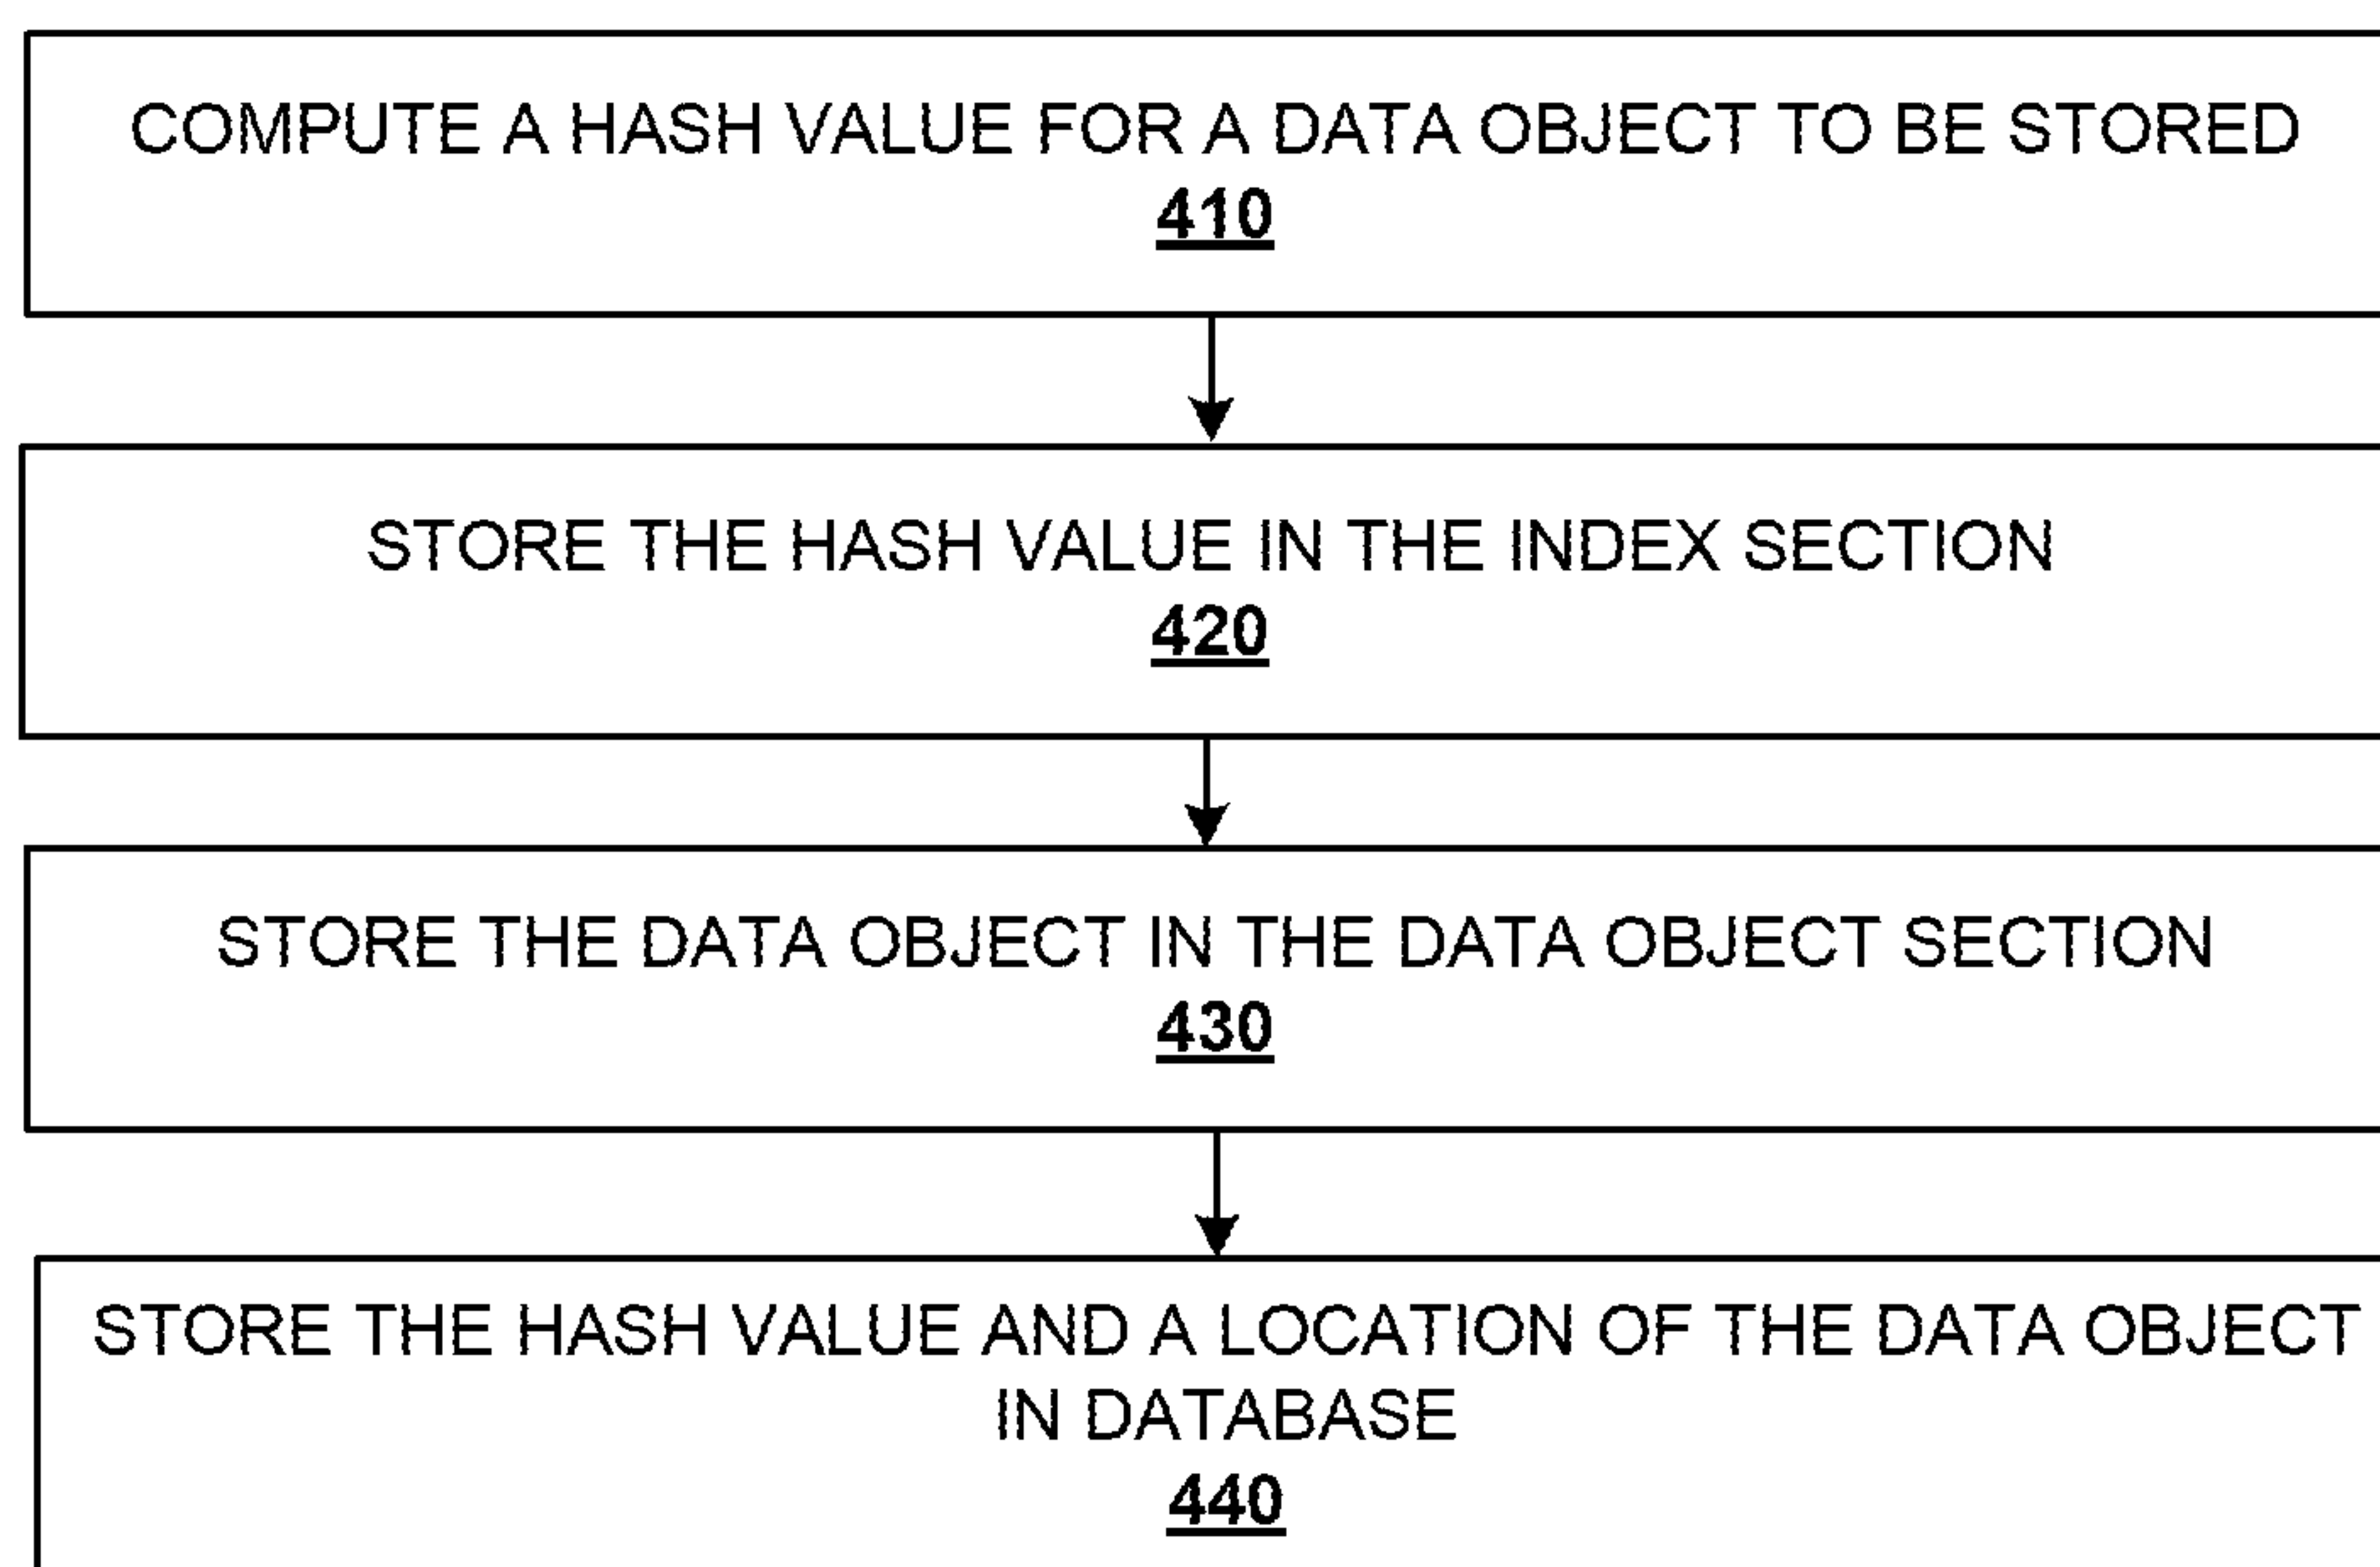 COMPUTE A HASH VALUE FOR A DATA OBJECT TO BE STORED
410
STORE THE HASH VALUE IN THE INDEX SECTION
420
STORE THE DATA OBJECT IN THE DATA OBJECT SECTION
430
STORE THE HASH VALUE AND A LOCATION OF THE DATA OBJECT
IN DATABASE
440